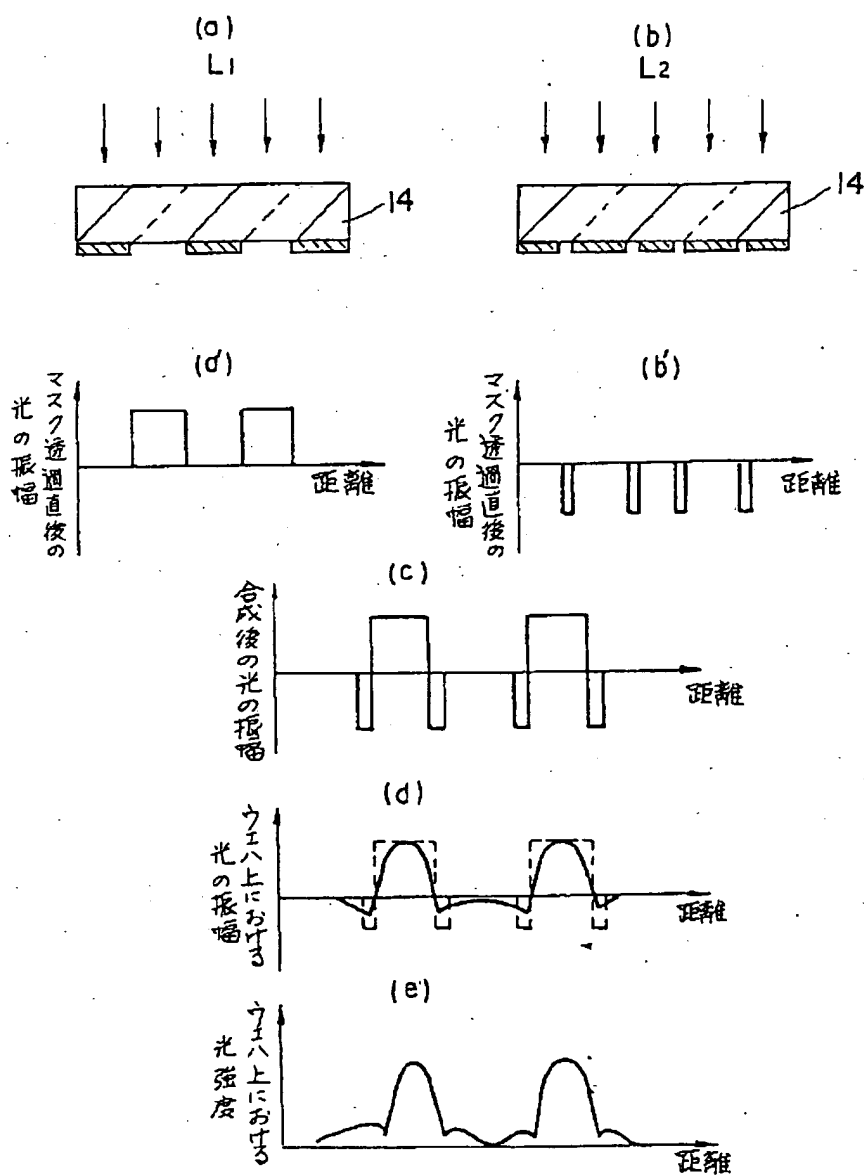 (a)
L1
(b)
L2
14
14
(a')
マスク透過直後の
光の振幅
距離
(b')
マスク透過直後の
光の振幅
距離
(c)
合成後の光の振幅
距離
(d)
ウエハ上における
光の振幅
距離
(e)
ウエハ上における
光強度
距離